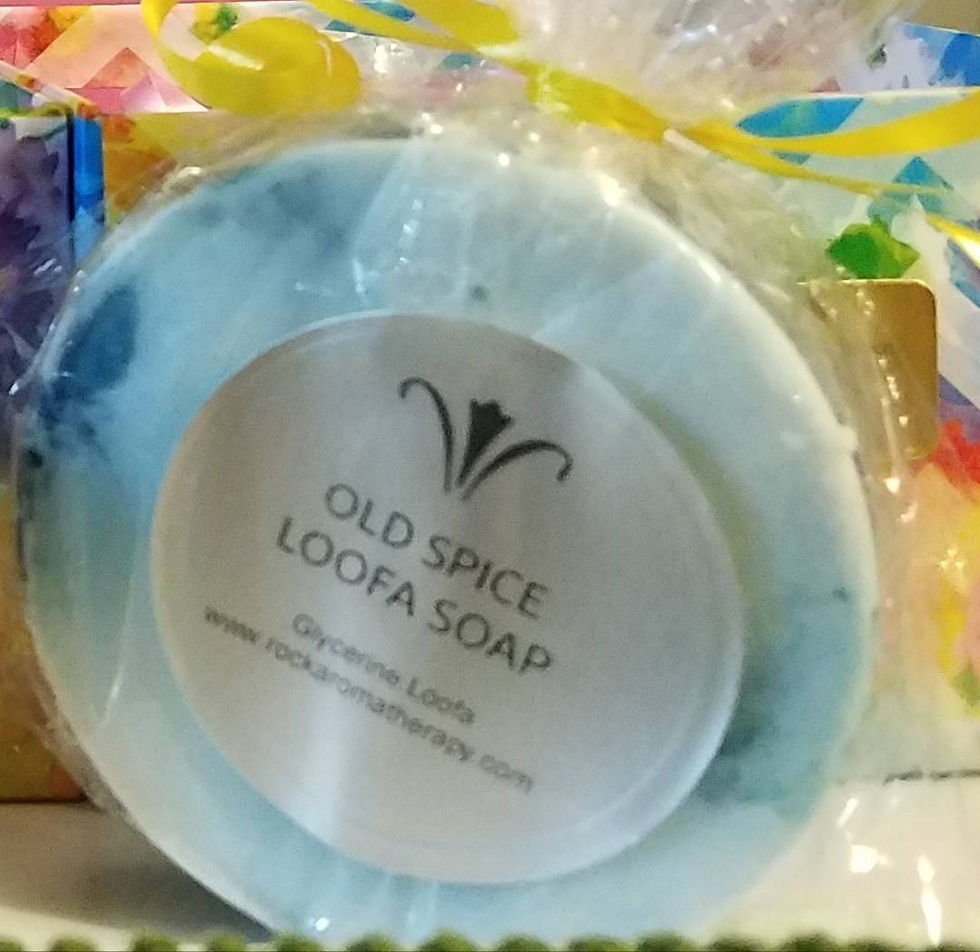 OLD SPICE
LOOFA SOAP
Glycerine Loofa
www.rockaromatherapy.com